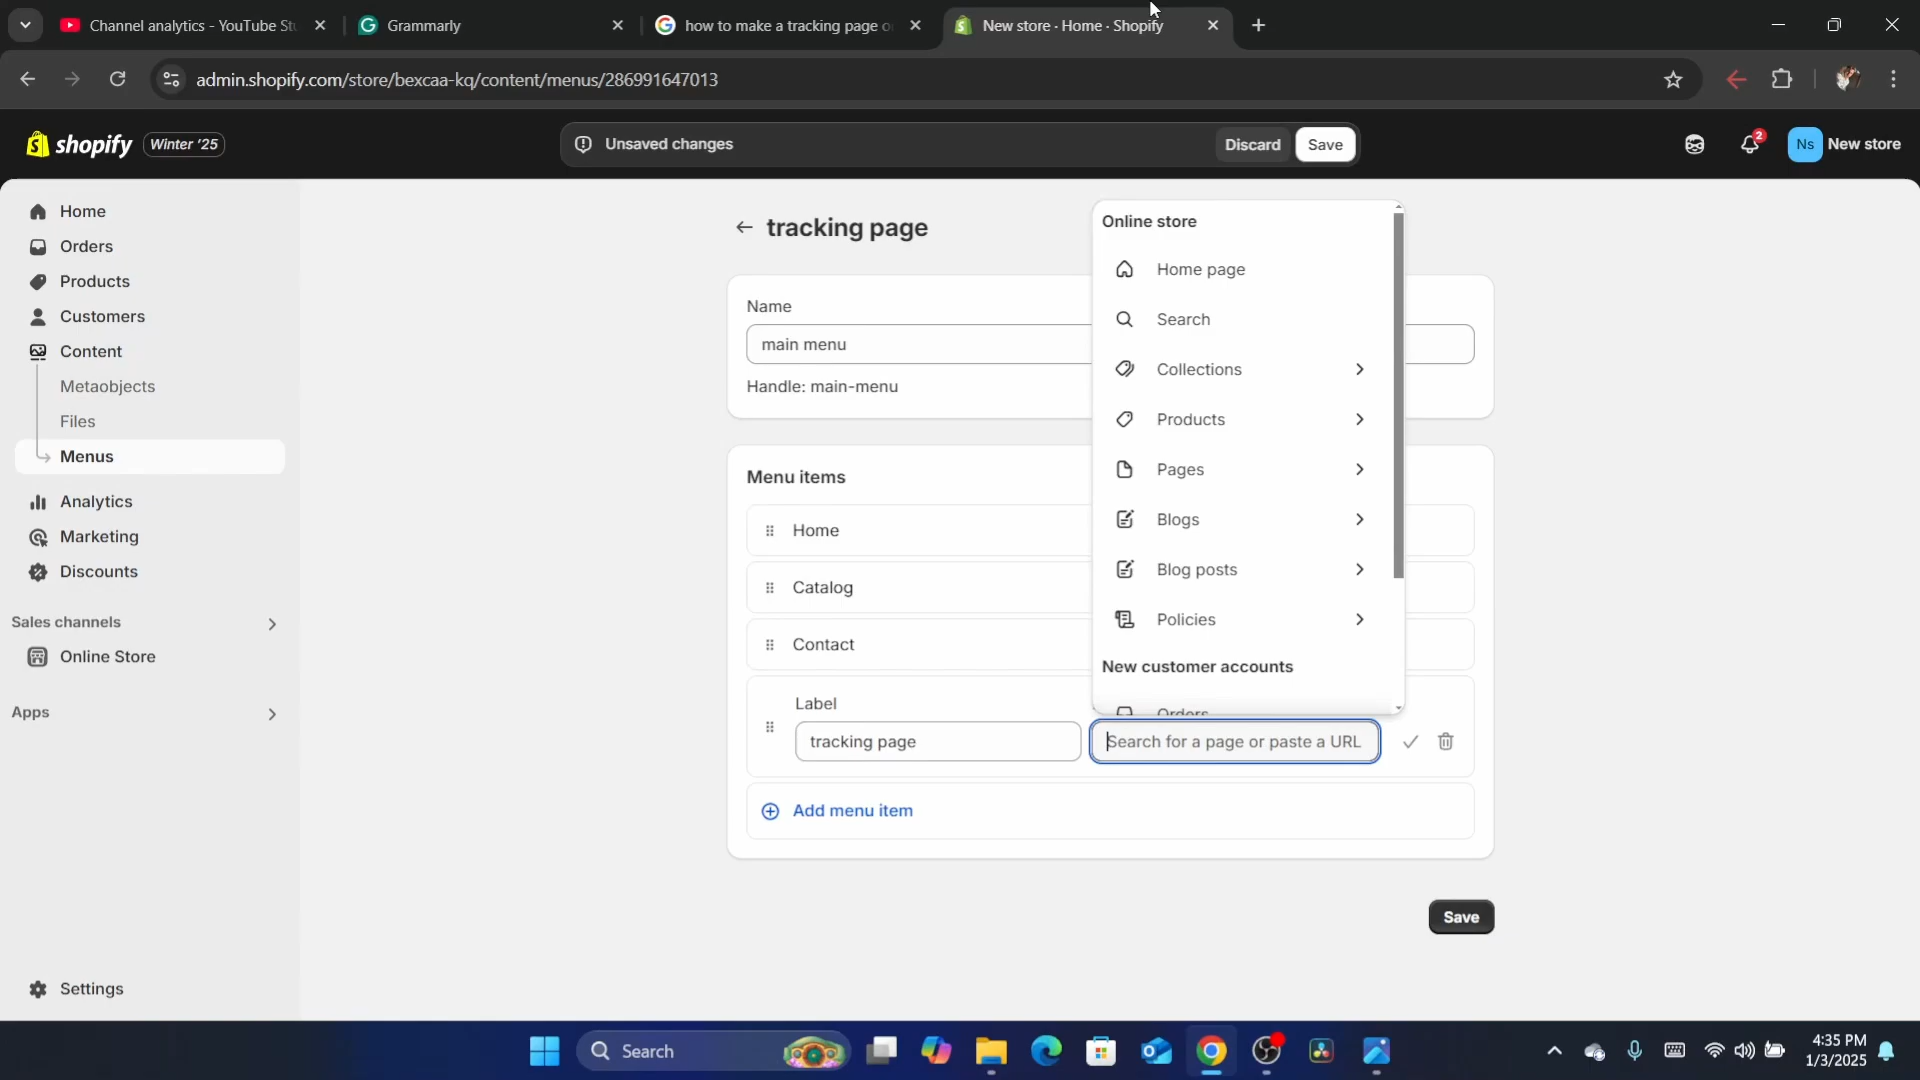 Channel analytics - YouTube St
Grammarly
how to make a tracking page o
New store · Home · Shopify
admin.shopify.com/store/bexcaa-kq/content/menus/286991647013
shopify
Winter '25
Unsaved changes
Discard
Save
2
Ns
New store
Home
Orders
Products
Customers
Content
Metaobjects
Files
Menus
Analytics
Marketing
Discounts
Sales channels
Online Store
Apps
Settings
tracking page
Name
main menu
Handle: main-menu
Menu items
Home
Catalog
Contact
Label
tracking page
Search for a page or paste a URL
Add menu item
Online store
Home page
Search
Collections
Products
Pages
Blogs
Blog posts
Policies
New customer accounts
Orders
Save
Search
4:35 PM
1/3/2025